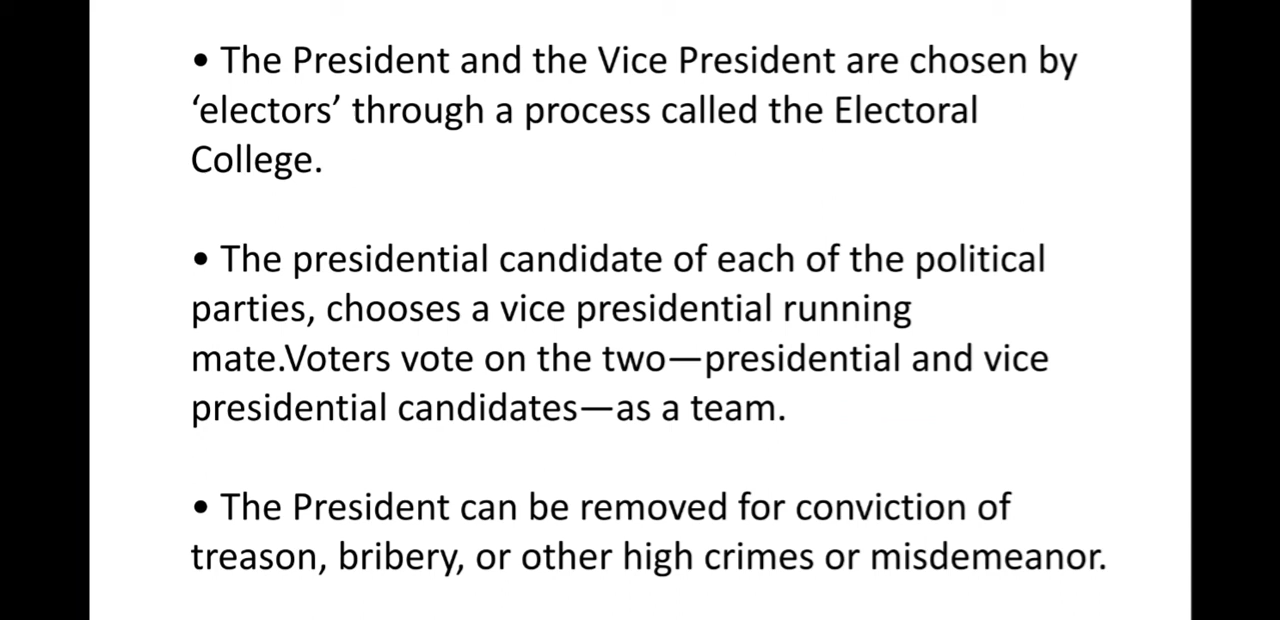 • The President and the Vice President are chosen by
‘electors’ through a process called the Electoral
College.
• The presidential candidate of each of the political
parties, chooses a vice presidential running
mate.Voters vote on the two—presidential and vice
presidential candidates—as a team.
• The President can be removed for conviction of
treason, bribery, or other high crimes or misdemeanor.